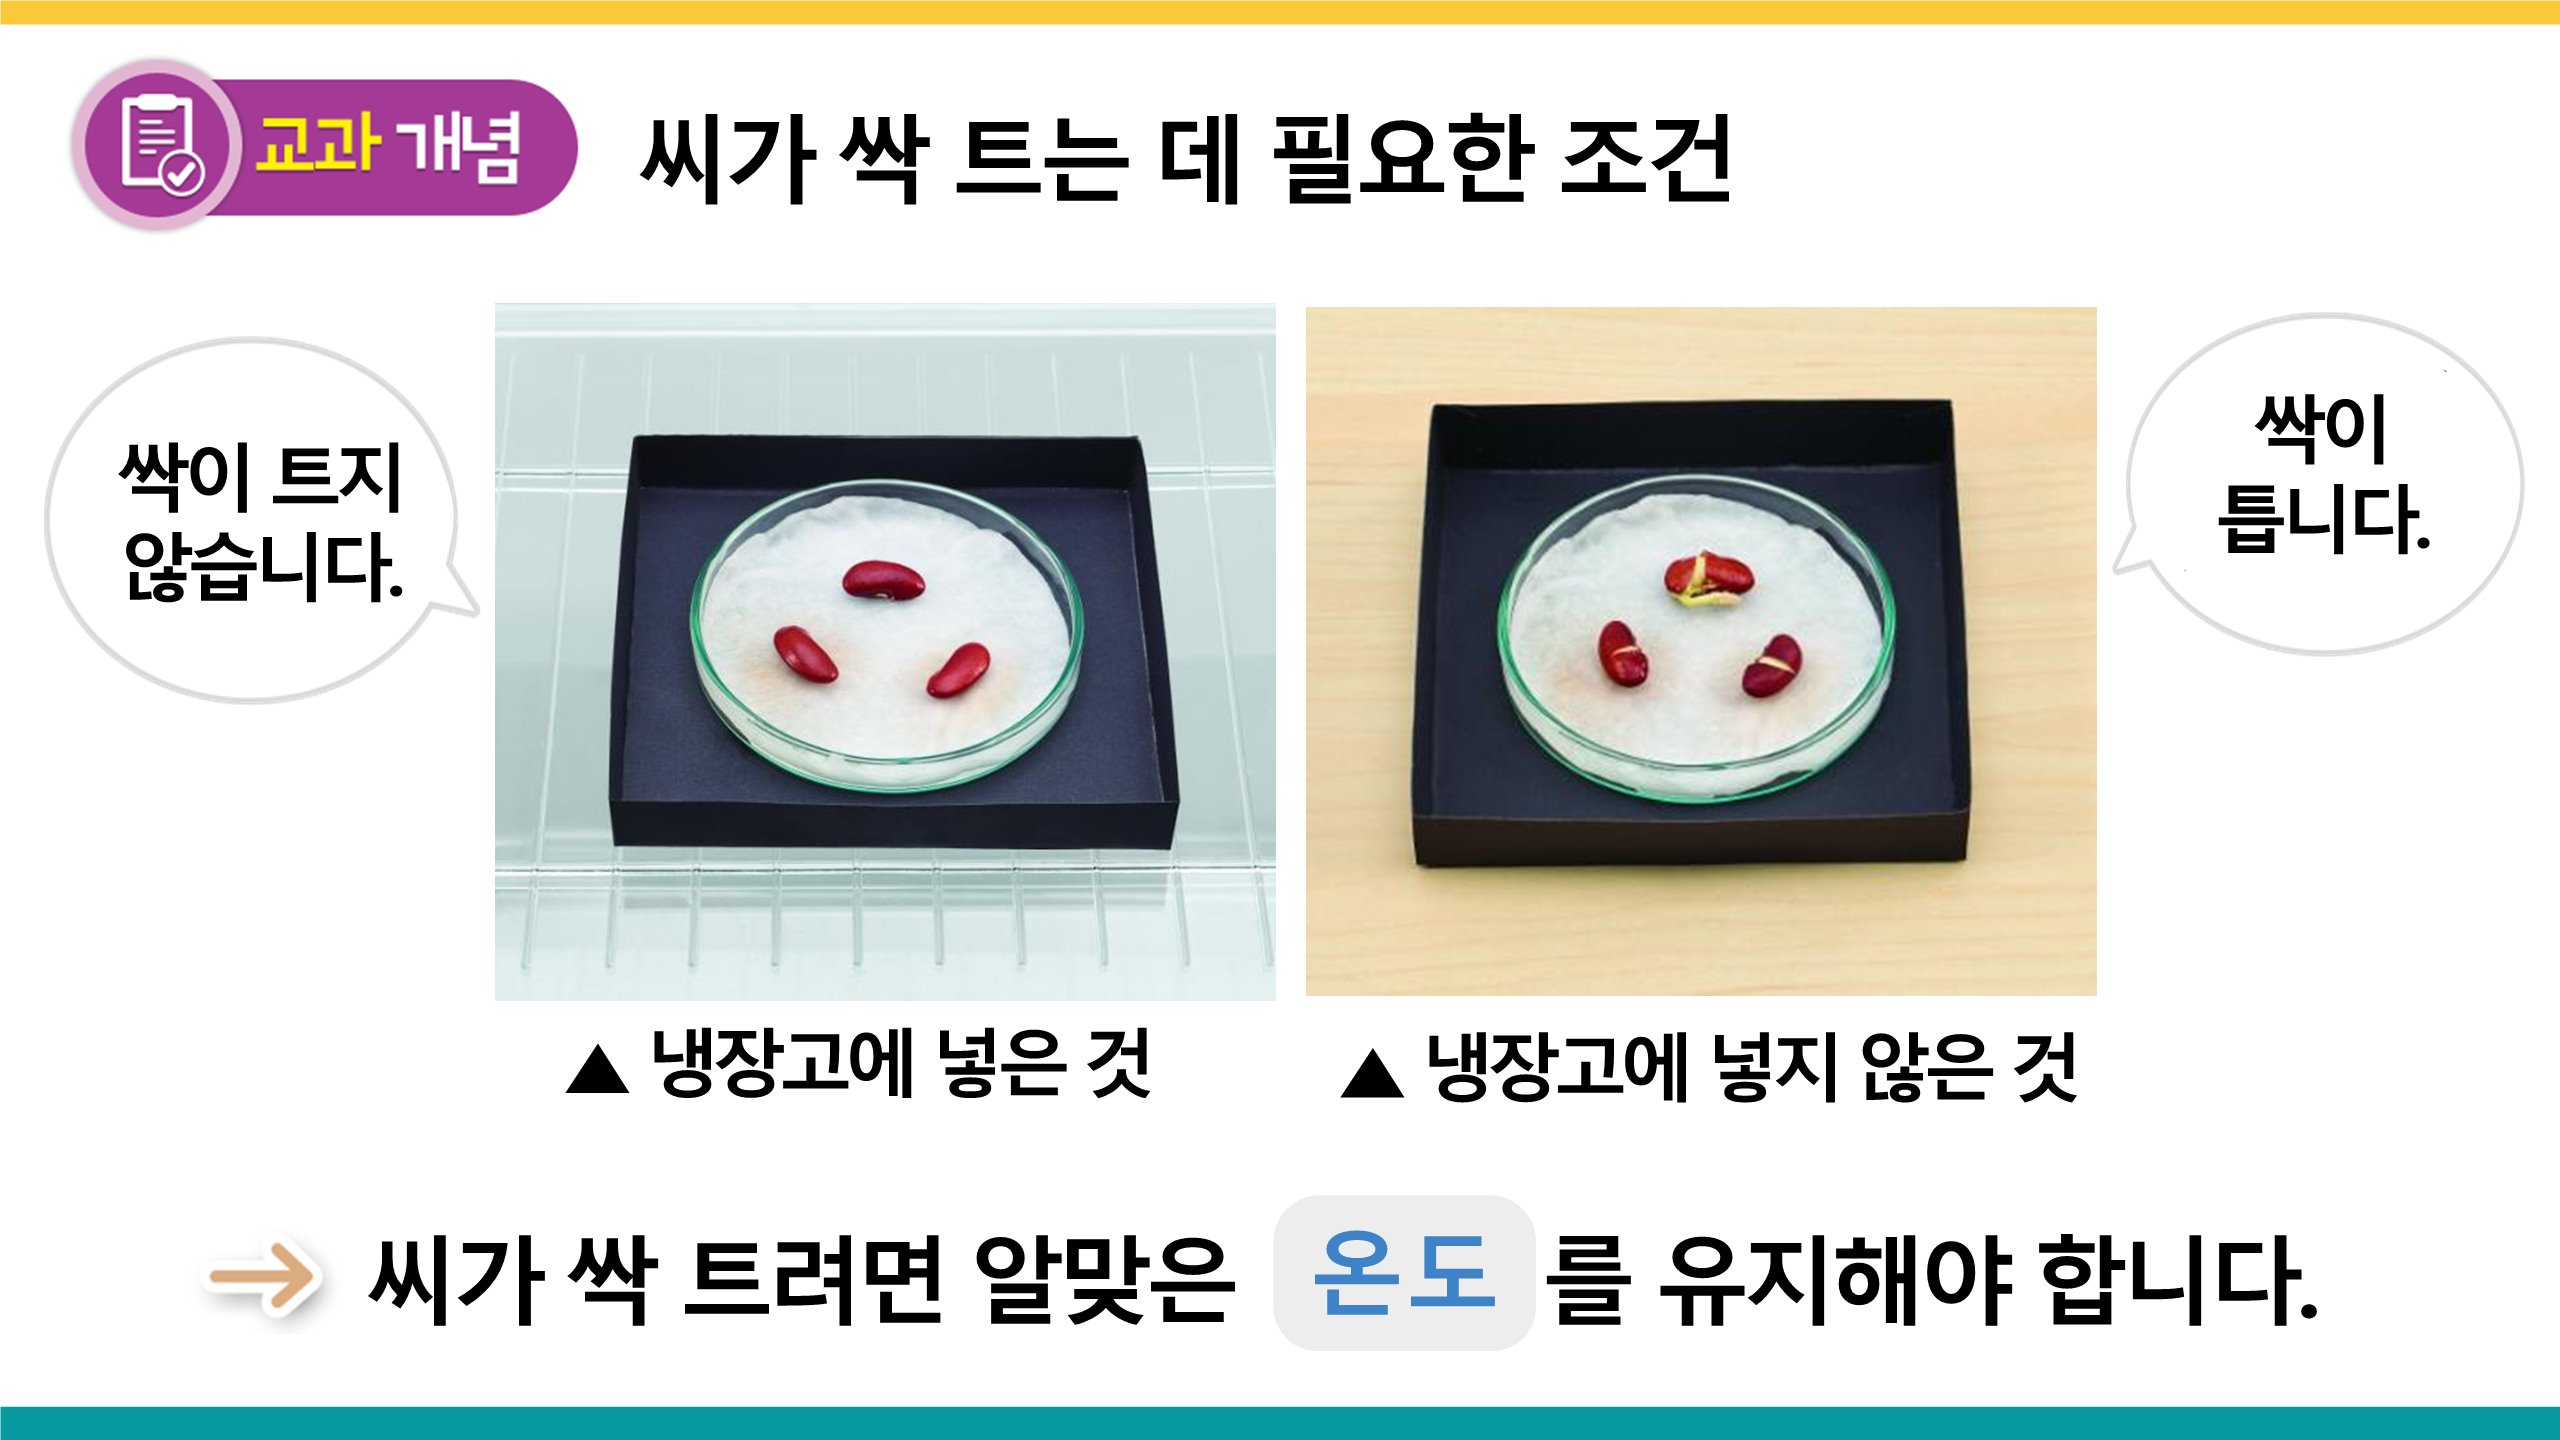 교과 개념
씨가 싹 트는 데 필요한 조건
싹이 트지
않습니다.
싹이
틉니다.
▲ 냉장고에 넣은 것
▲ 냉장고에 넣지 않은 것
→ 씨가 싹 트려면 알맞은 온도를 유지해야 합니다.